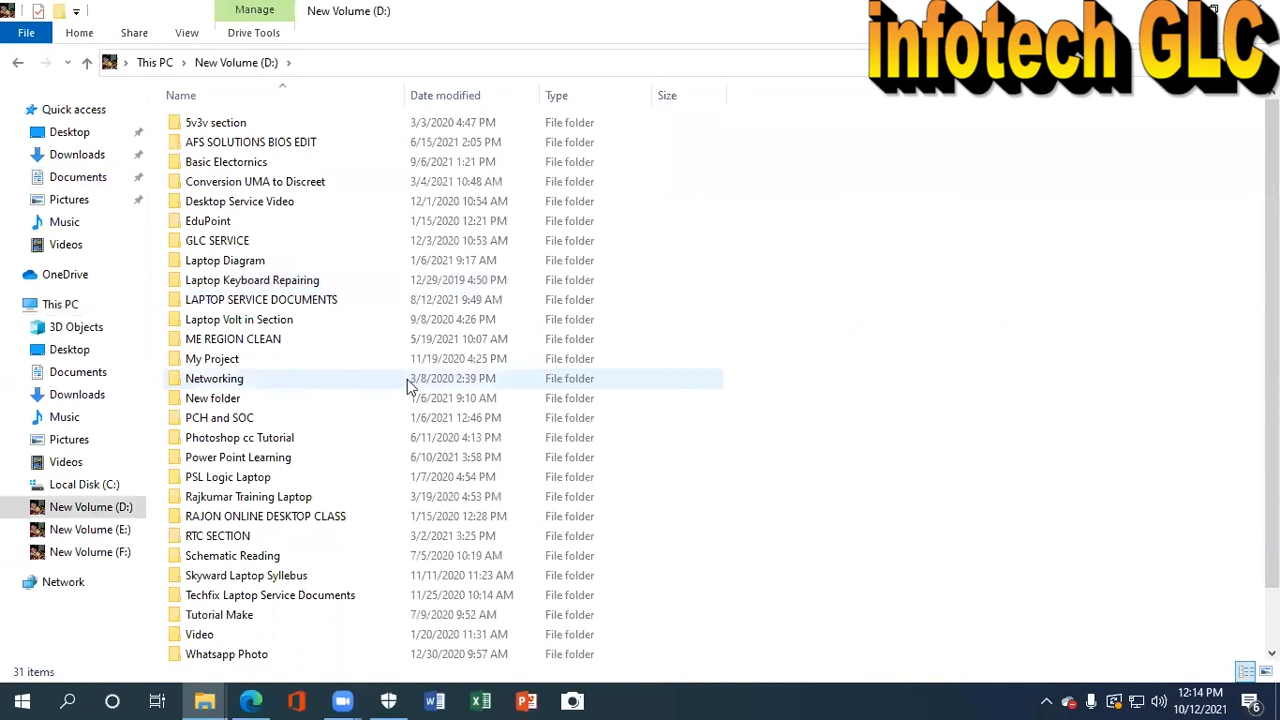 Manage
New Volume (D:)
infotech GLC
File
Home
Share
View
Drive Tools
This PC
New Volume (D:)
Name
Date modified
Type
Size
Quick access
Desktop
Downloads
Documents
Pictures
Music
Videos
OneDrive
This PC
3D Objects
Desktop
Documents
Downloads
Music
Pictures
Videos
Local Disk (C:)
New Volume (D:)
New Volume (E:)
New Volume (F:)
Network
5v3v section 3/3/2020 4:47 PM File folder
AFS SOLUTIONS BIOS EDIT 6/15/2021 2:05 PM File folder
Basic Electornics 9/6/2021 1:21 PM File folder
Conversion UMA to Discreet 3/4/2021 10:48 AM File folder
Desktop Service Video 12/1/2020 10:54 AM File folder
EduPoint 1/15/2020 12:21 PM File folder
GLC SERVICE 12/3/2020 10:53 AM File folder
Laptop Diagram 1/6/2021 9:17 AM File folder
Laptop Keyboard Repairing 12/29/2019 4:50 PM File folder
LAPTOP SERVICE DOCUMENTS 8/12/2021 9:49 AM File folder
Laptop Volt in Section 9/8/2020 4:26 PM File folder
ME REGION CLEAN 5/19/2021 10:07 AM File folder
My Project 11/19/2020 4:25 PM File folder
Networking 3/8/2020 2:39 PM File folder
New folder 1/6/2021 9:10 AM File folder
PCH and SOC 1/6/2021 12:46 PM File folder
Photoshop cc Tutorial 6/11/2020 4:13 PM File folder
Power Point Learning 6/10/2021 3:58 PM File folder
PSL Logic Laptop 1/7/2020 4:54 PM File folder
Rajkumar Training Laptop 3/19/2020 4:53 PM File folder
RAJON ONLINE DESKTOP CLASS 1/15/2020 12:28 PM File folder
RTC SECTION 3/2/2021 3:25 PM File folder
Schematic Reading 7/5/2020 10:19 AM File folder
Skyward Laptop Syllebus 11/11/2020 11:23 AM File folder
Techfix Laptop Service Documents 11/25/2020 10:14 AM File folder
Tutorial Make 7/9/2020 9:52 AM File folder
Video 1/20/2020 11:31 AM File folder
Whatsapp Photo 12/30/2020 9:57 AM File folder
31 items
12:14 PM
10/12/2021
6